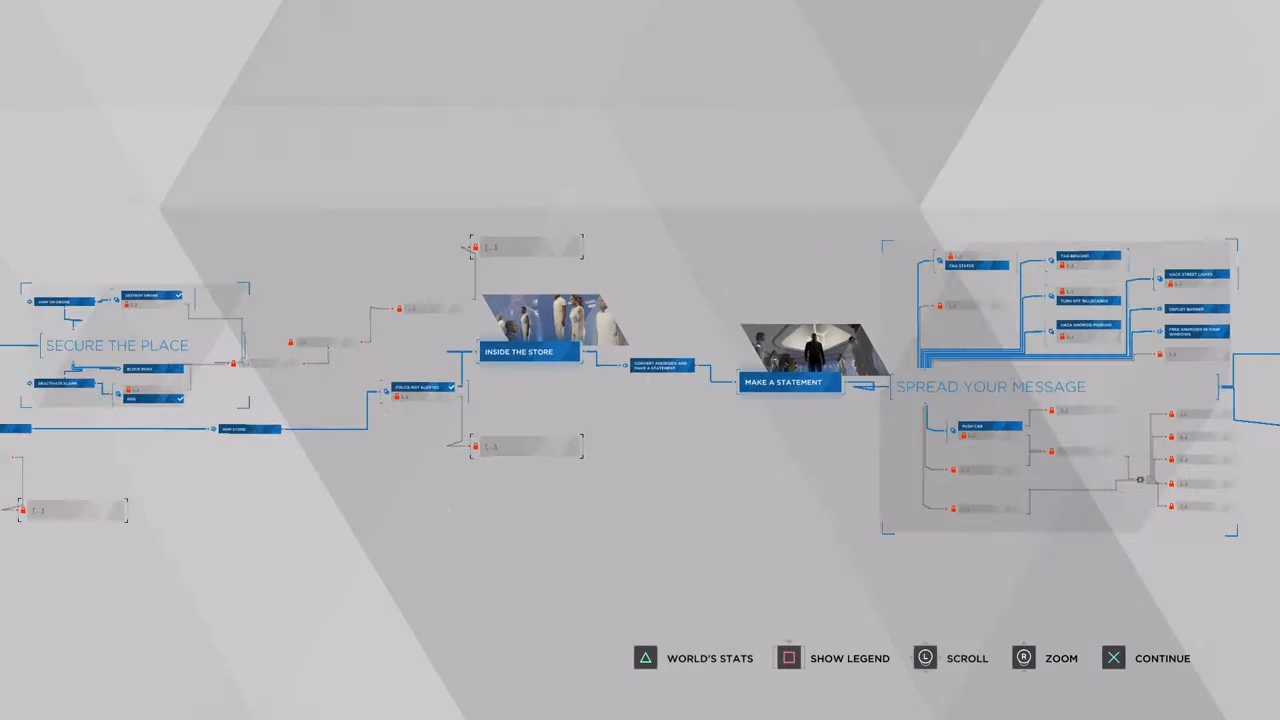 JUMP ON DRONE
DESTROY DRONE
SECURE THE PLACE
BLOCK ROAD
DEACTIVATE ALARM
HIDE
RAM STORE
POLICE NOT ALERTED
[...]
INSIDE THE STORE
CONVERT ANDROIDS AND
MAKE A STATEMENT
[...]
[...]
MAKE A STATEMENT
TAG STATUE
TAG BENCHES
TURN OFF BILLBOARDS
HACK ANDROID PARKING
HACK STREET LIGHTS
DEPLOY BANNER
FREE ANDROIDS IN SHOP
WINDOWS
SPREAD YOUR MESSAGE
PUSH CAR
WORLD'S STATS
SHOW LEGEND
L
SCROLL
R
ZOOM
CONTINUE